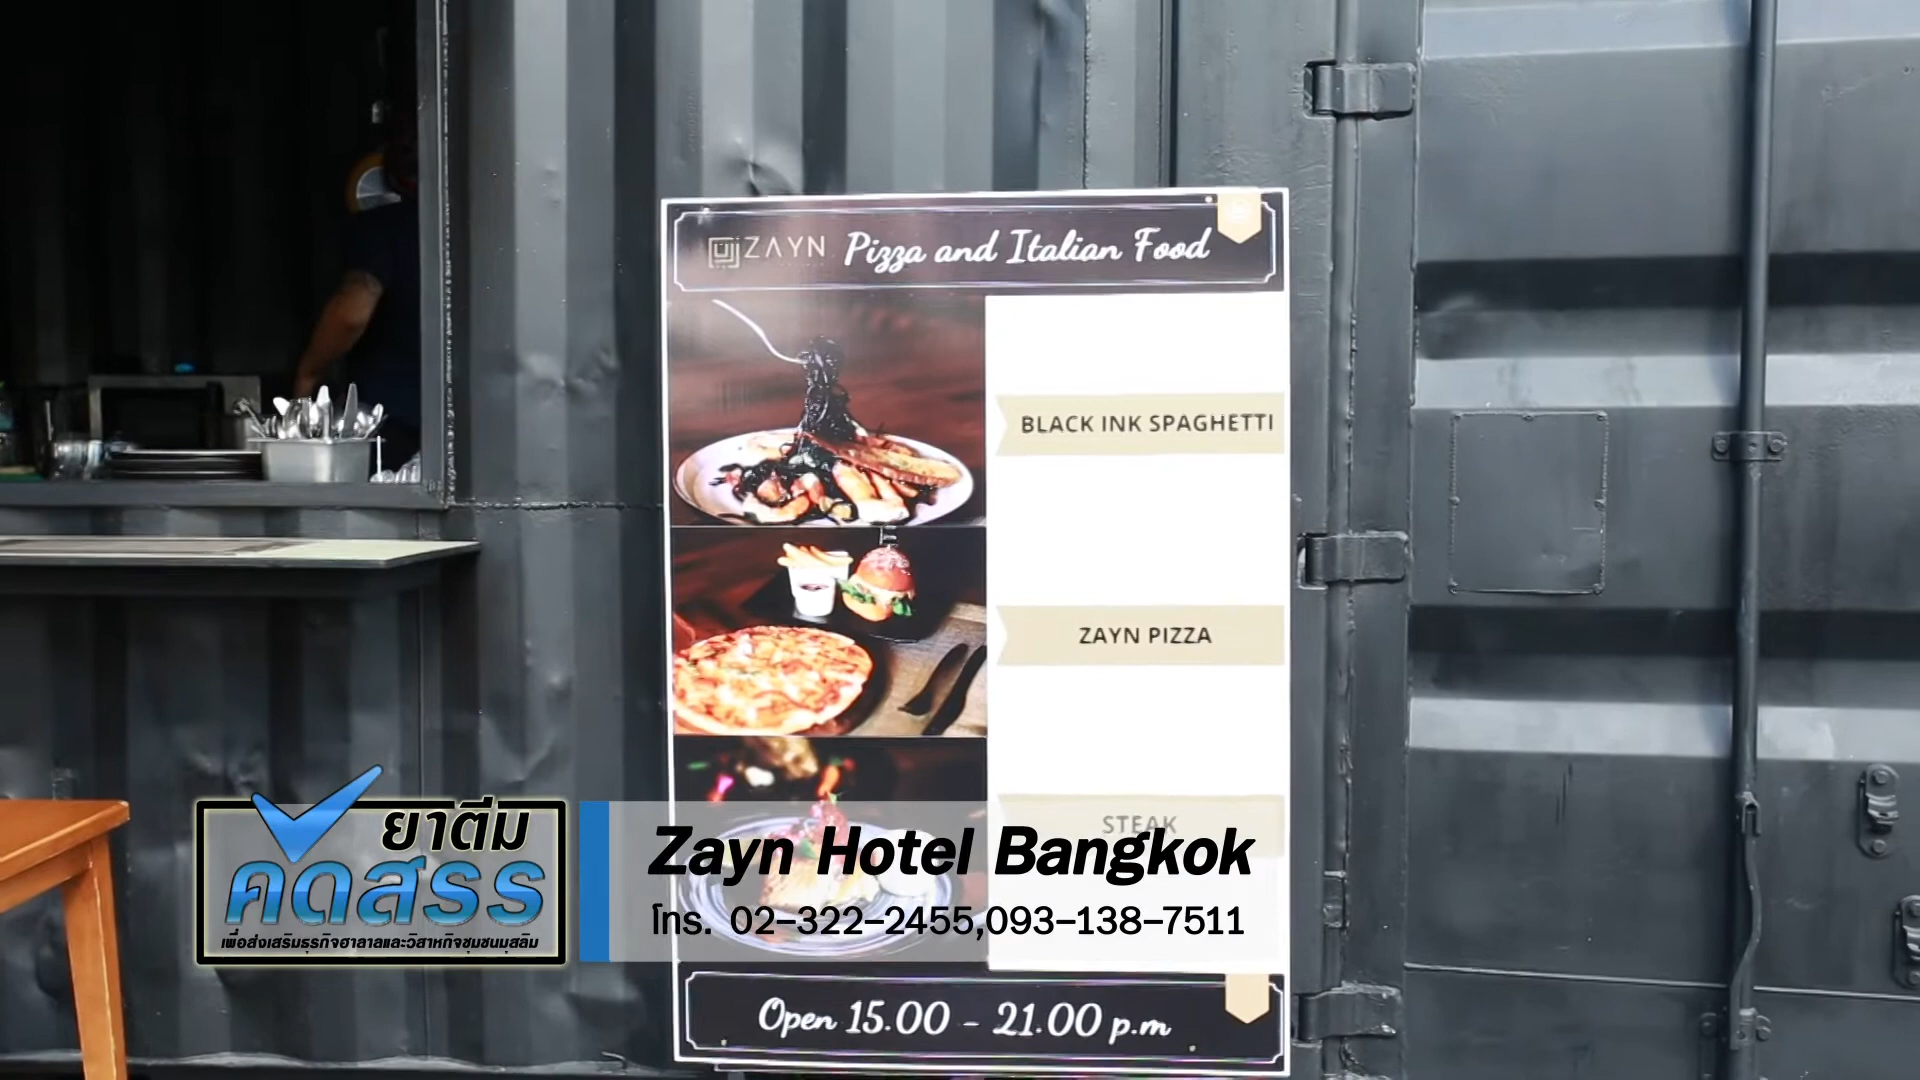 ZAYN Pizza and Italian Food
BLACK INK SPAGHETTI
ZAYN PIZZA
STEAK
ยาตีม
คัดสรร
เพื่อส่งเสริมธุรกิจฮาลาลและวิสาหกิจชุมชนมุสลิม
Zayn Hotel Bangkok
โทร. 02-322-2455,093-138-7511
Open 15.00 - 21.00 p.m